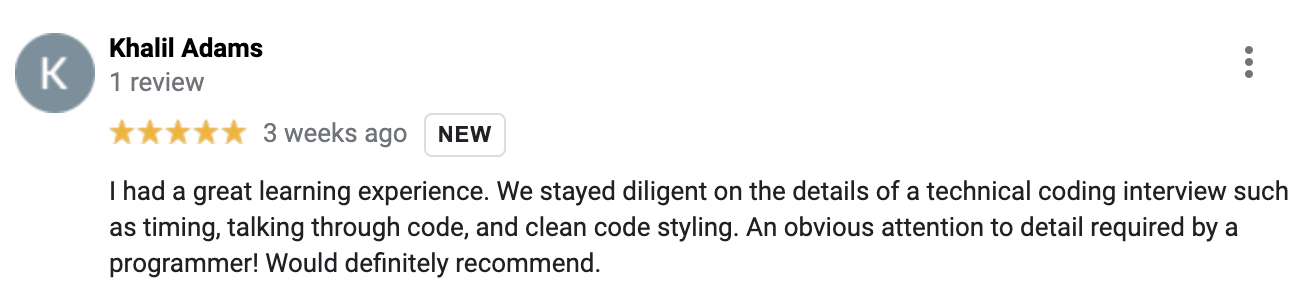 K
Khalil Adams
1 review
3 weeks ago NEW
I had a great learning experience. We stayed diligent on the details of a technical coding interview such
as timing, talking through code, and clean code styling. An obvious attention to detail required by a
programmer! Would definitely recommend.